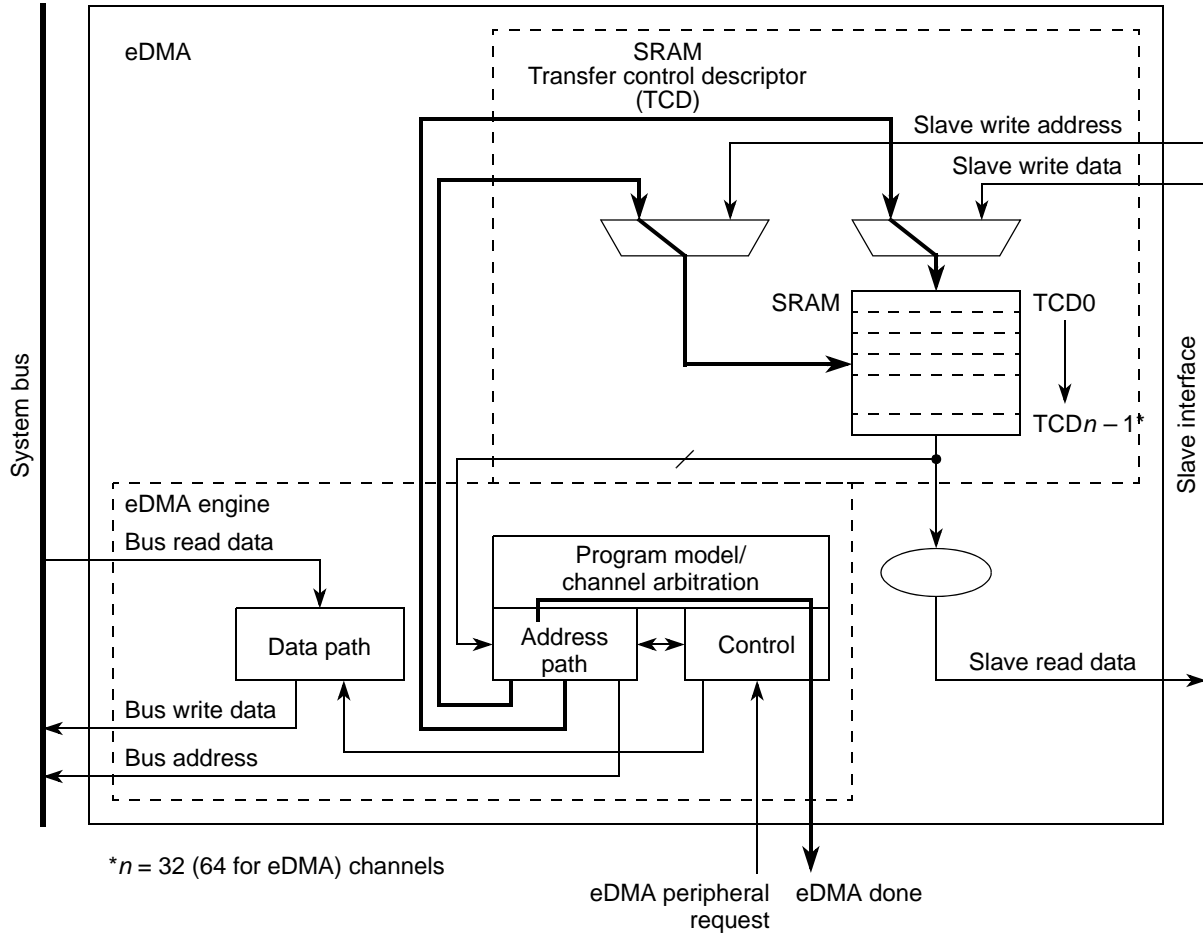 eDMA
SRAM
Transfer control descriptor
(TCD)
Slave write address
Slave write data
SRAM
TCD0
TCDn – 1*
System bus
Slave interface
eDMA engine
Bus read data
Program model/
channel arbitration
Data path
Address
path
Control
Slave read data
Bus write data
Bus address
*n = 32 (64 for eDMA) channels
eDMA peripheral
request
eDMA done